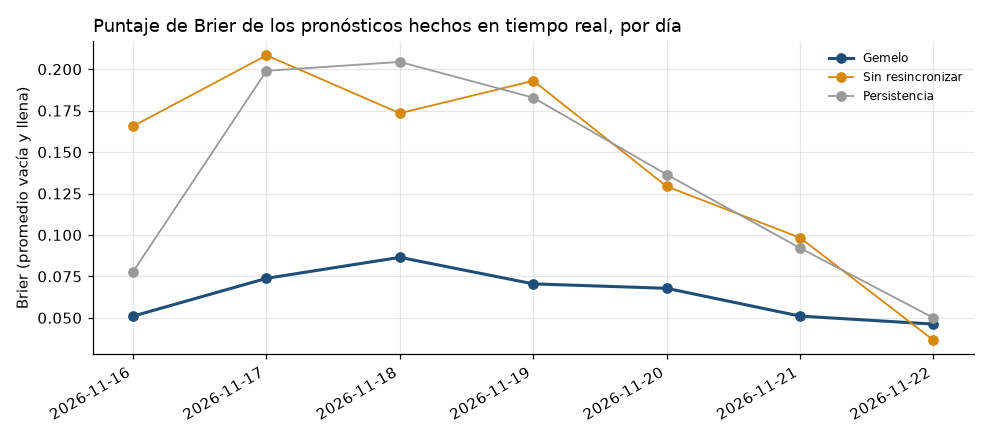 Puntaje de Brier de los pronósticos hechos en tiempo real, por día
Gemelo
Sin resincronizar
Persistencia
Brier (promedio vacía y llena)
0.200
0.175
0.150
0.125
0.100
0.075
0.050
2026-11-16
2026-11-17
2026-11-18
2026-11-19
2026-11-20
2026-11-21
2026-11-22